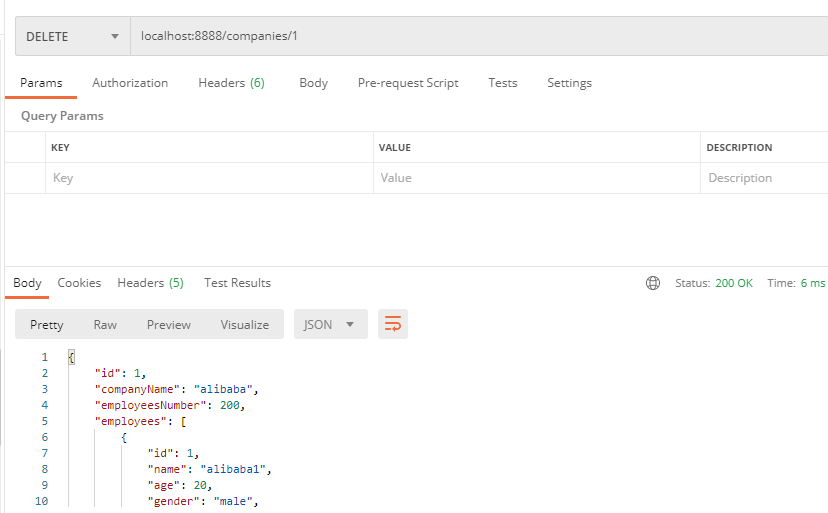 DELETE localhost:8888/companies/1
Params Authorization Headers (6) Body Pre-request Script Tests Settings
Query Params
KEY VALUE DESCRIPTION
Key Value Description
Body Cookies Headers (5) Test Results Status: 200 OK Time: 6 ms
Pretty Raw Preview Visualize JSON
1 {
2 "id": 1,
3 "companyName": "alibaba",
4 "employeesNumber": 200,
5 "employees": [
6 {
7 "id": 1,
8 "name": "alibaba1",
9 "age": 20,
10 "gender": "male",